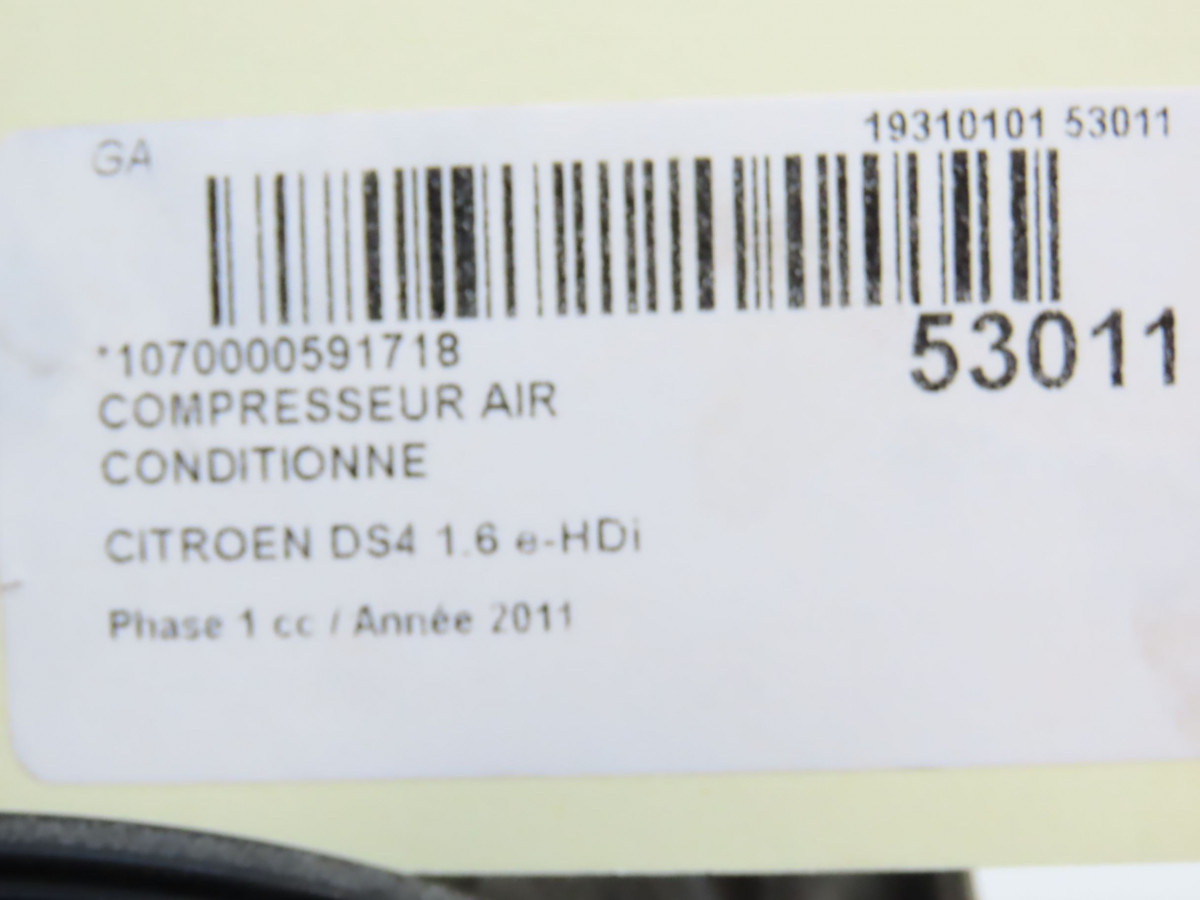 GA
19310101 53011
53011
*1070000591718
COMPRESSEUR AIR
CONDITIONNE
CITROEN DS4 1.6 e-HDi
Phase 1 cc / Année 2011